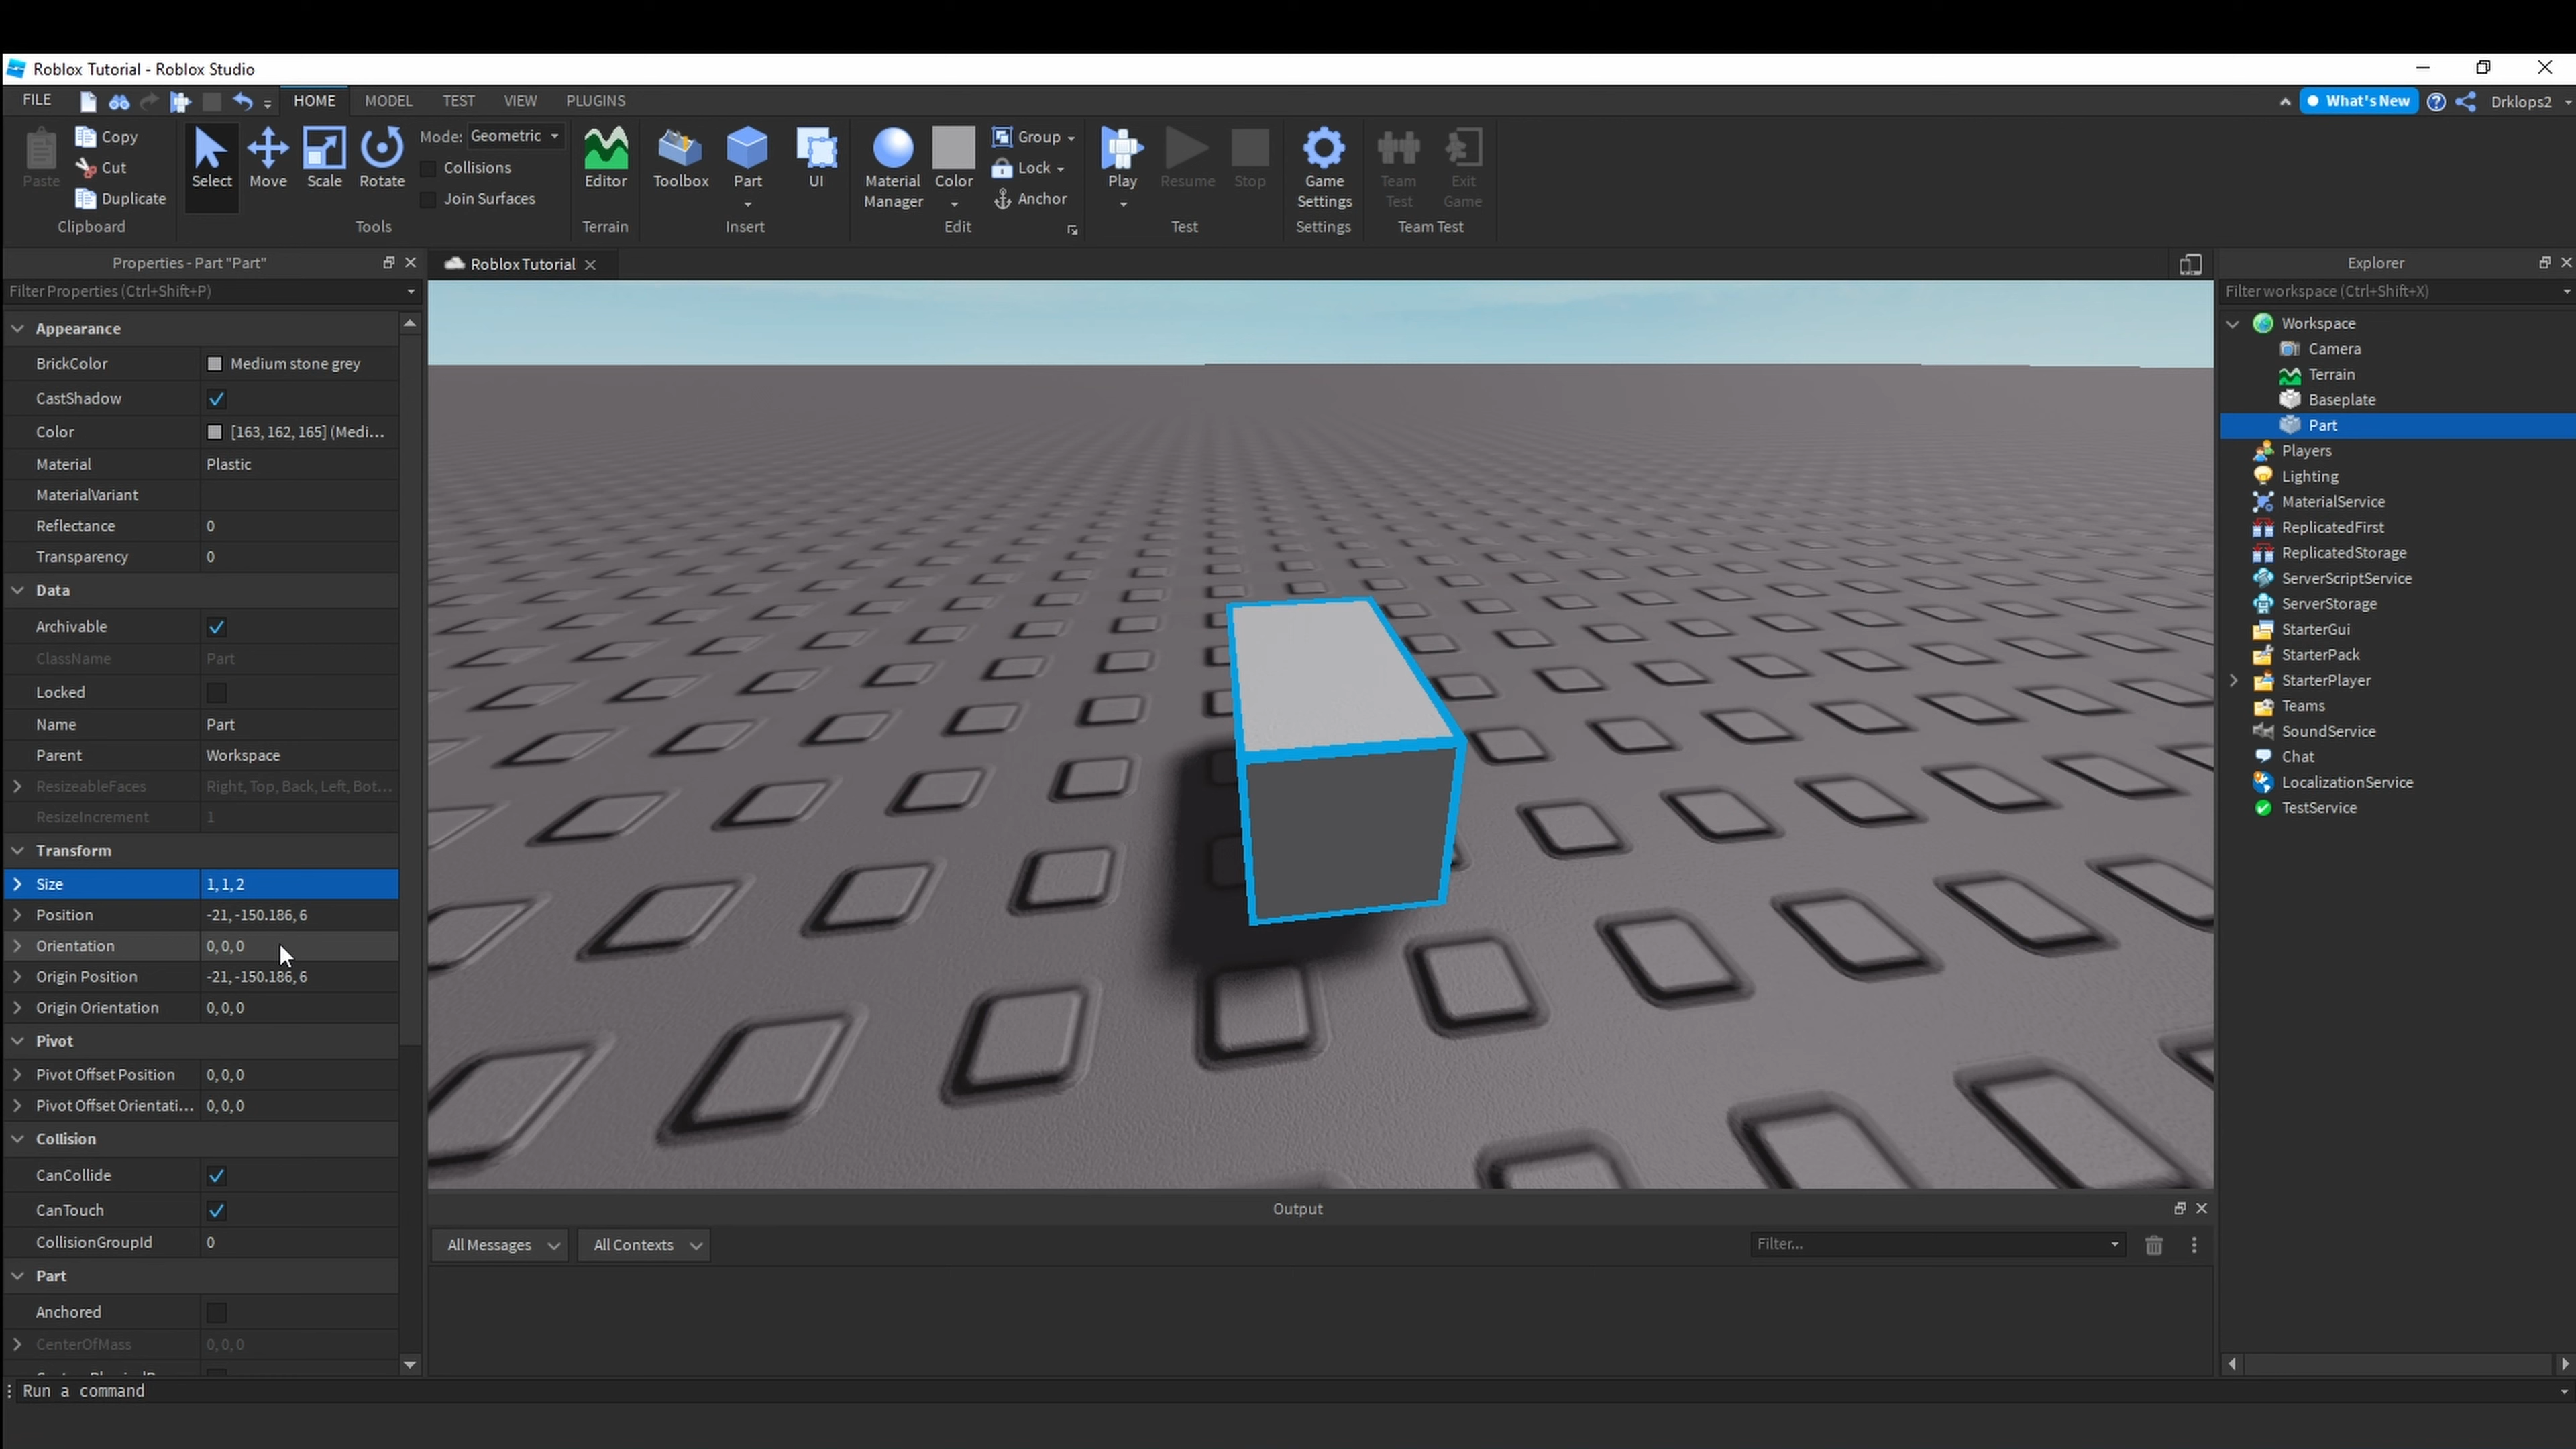 Roblox Tutorial - Roblox Studio
FILE HOME MODEL TEST VIEW PLUGINS What's New Drklops2
Paste Copy Cut Duplicate
Clipboard
Select Move Scale Rotate
Mode: Geometric
Collisions
Join Surfaces
Tools
Editor
Terrain
Toolbox Part UI
Insert
Material Manager Color
Group
Lock
Anchor
Edit
Play Resume Stop
Test
Game Settings
Settings
Team Test Exit Game
Team Test
Properties - Part "Part"
Filter Properties (Ctrl+Shift+P)
Appearance
BrickColor Medium stone grey
CastShadow
Color [163, 162, 165] (Medi...
Material Plastic
MaterialVariant
Reflectance 0
Transparency 0
Data
Archivable
ClassName Part
Locked
Name Part
Parent Workspace
ResizeableFaces Right, Top, Back, Left, Bot...
ResizeIncrement 1
Transform
Size 1, 1, 2
Position -21, -150.186, 6
Orientation 0, 0, 0
Origin Position -21, -150.186, 6
Origin Orientation 0, 0, 0
Pivot
Pivot Offset Position 0, 0, 0
Pivot Offset Orientati... 0, 0, 0
Collision
CanCollide
CanTouch
CollisionGroupId 0
Part
Anchored
CenterOfMass 0, 0, 0
Roblox Tutorial
Output
All Messages All Contexts Filter...
Explorer
Filter workspace (Ctrl+Shift+X)
Workspace
Camera
Terrain
Baseplate
Part
Players
Lighting
MaterialService
ReplicatedFirst
ReplicatedStorage
ServerScriptService
ServerStorage
StarterGui
StarterPack
StarterPlayer
Teams
SoundService
Chat
LocalizationService
TestService
Run a command